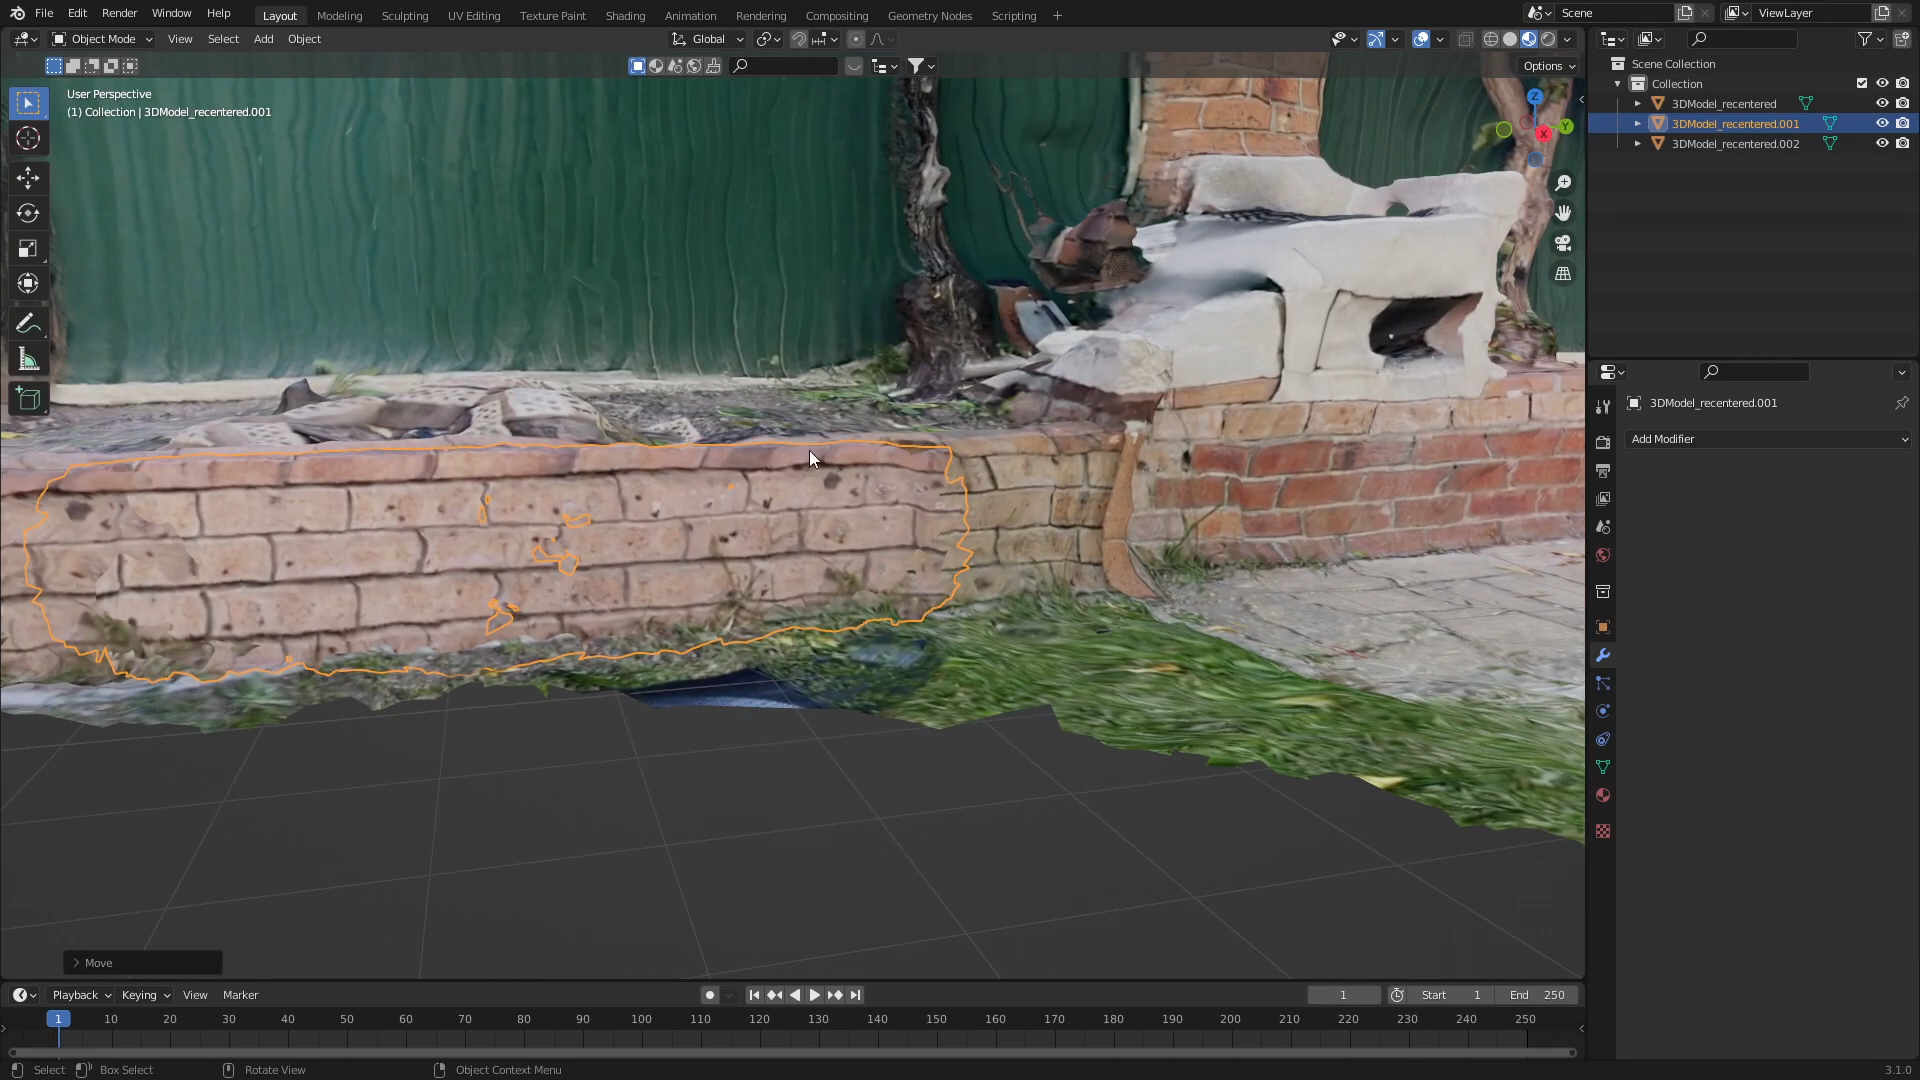 File Edit Render Window Help
Layout Modeling Sculpting UV Editing Texture Paint Shading Animation Rendering Compositing Geometry Nodes Scripting
Scene
ViewLayer
Object Mode View Select Add Object
Global
Options
User Perspective
(1) Collection | 3DModel_recentered.001
Z
Y
X
Scene Collection
Collection
3DModel_recentered
3DModel_recentered.001
3DModel_recentered.002
3DModel_recentered.001
Add Modifier
Move
Playback Keying View Marker
1
Start 1
End 250
1 10 20 30 40 50 60 70 80 90 100 110 120 130 140 150 160 170 180 190 200 210 220 230 240 250
Select Box Select Rotate View Object Context Menu
3.1.0